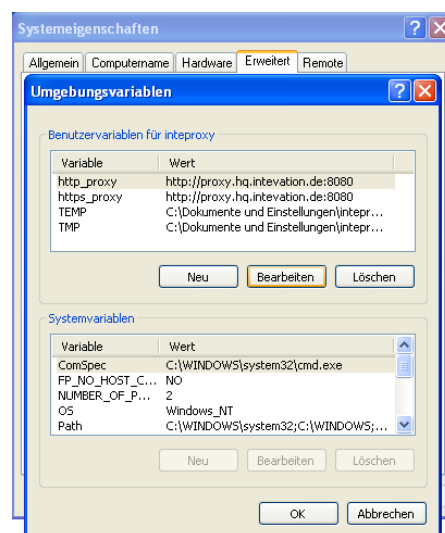 Systemeigenschaften
Allgemein Computername Hardware Erweitert Remote
Umgebungsvariablen
Benutzervariablen für inteproxy
Variable Wert
http_proxy http://proxy.hq.intevation.de:8080
https_proxy http://proxy.hq.intevation.de:8080
TEMP C:\Dokumente und Einstellungen\intepr...
TMP C:\Dokumente und Einstellungen\intepr...
Neu Bearbeiten Löschen
Systemvariablen
Variable Wert
ComSpec C:\WINDOWS\system32\cmd.exe
FP_NO_HOST_C... NO
NUMBER_OF_P... 2
OS Windows_NT
Path C:\WINDOWS\system32;C:\WINDOWS;...
Neu Bearbeiten Löschen
OK Abbrechen